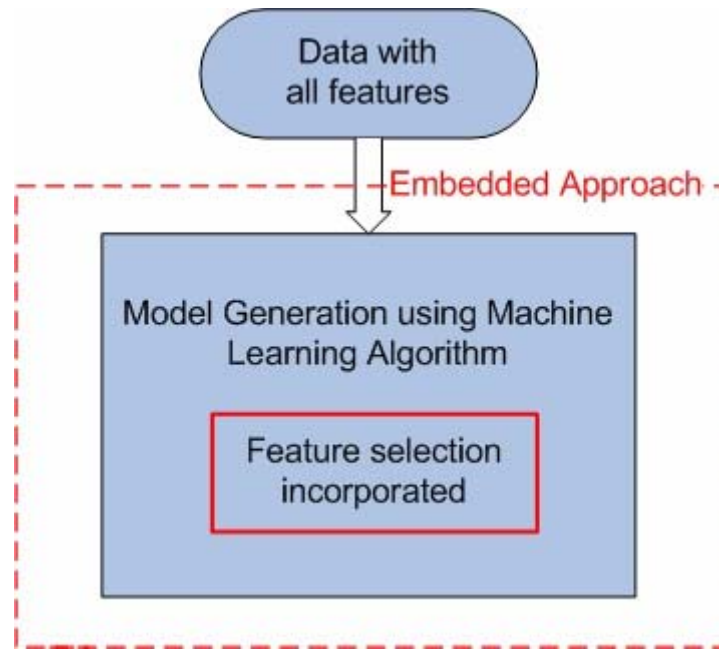 Data with
all features
Embedded Approach
Model Generation using Machine
Learning Algorithm
Feature selection
incorporated